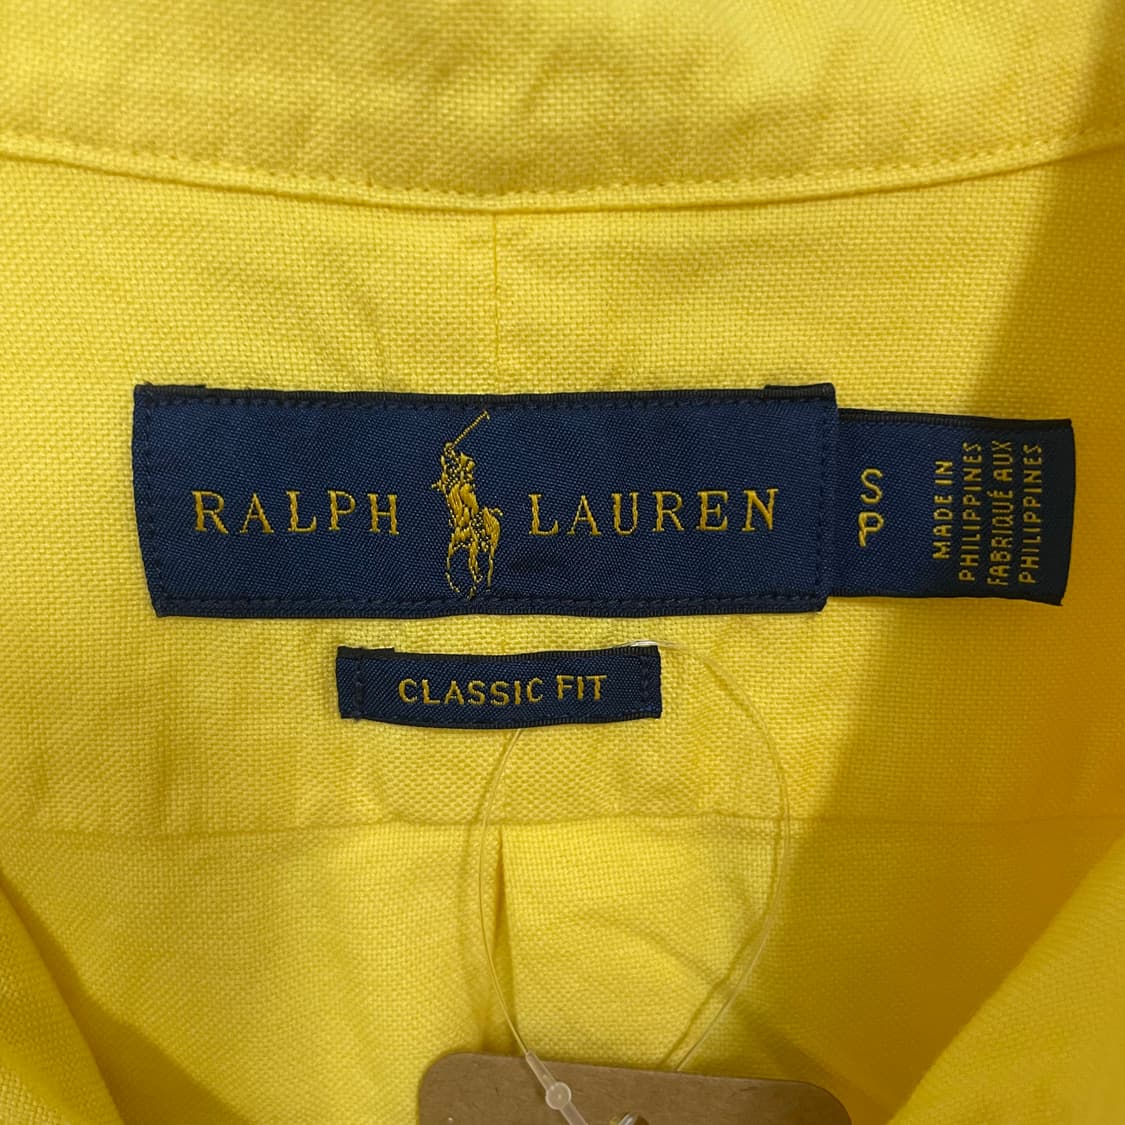 RALPH LAUREN
S
P
MADE IN
PHILIPPINES
FABRIQUÉ AUX
PHILIPPINES
CLASSIC FIT